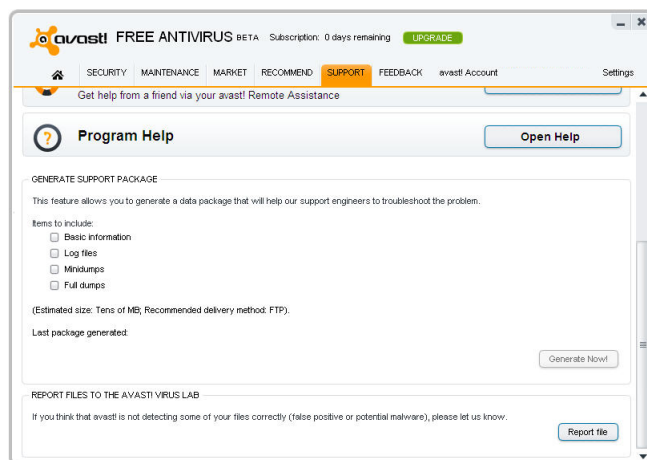 avast! FREE ANTIVIRUS BETA Subscription: 0 days remaining UPGRADE
SECURITY MAINTENANCE MARKET RECOMMEND SUPPORT FEEDBACK avast! Account Settings
Get help from a friend via your avast! Remote Assistance
? Program Help Open Help
GENERATE SUPPORT PACKAGE
This feature allows you to generate a data package that will help our support engineers to troubleshoot the problem.
Items to include:
Basic information
Log files
Minidumps
Full dumps
(Estimated size: Tens of MB; Recommended delivery method: FTP).
Last package generated:
Generate Now!
REPORT FILES TO THE AVAST! VIRUS LAB
If you think that avast! is not detecting some of your files correctly (false positive or potential malware), please let us know.
Report file